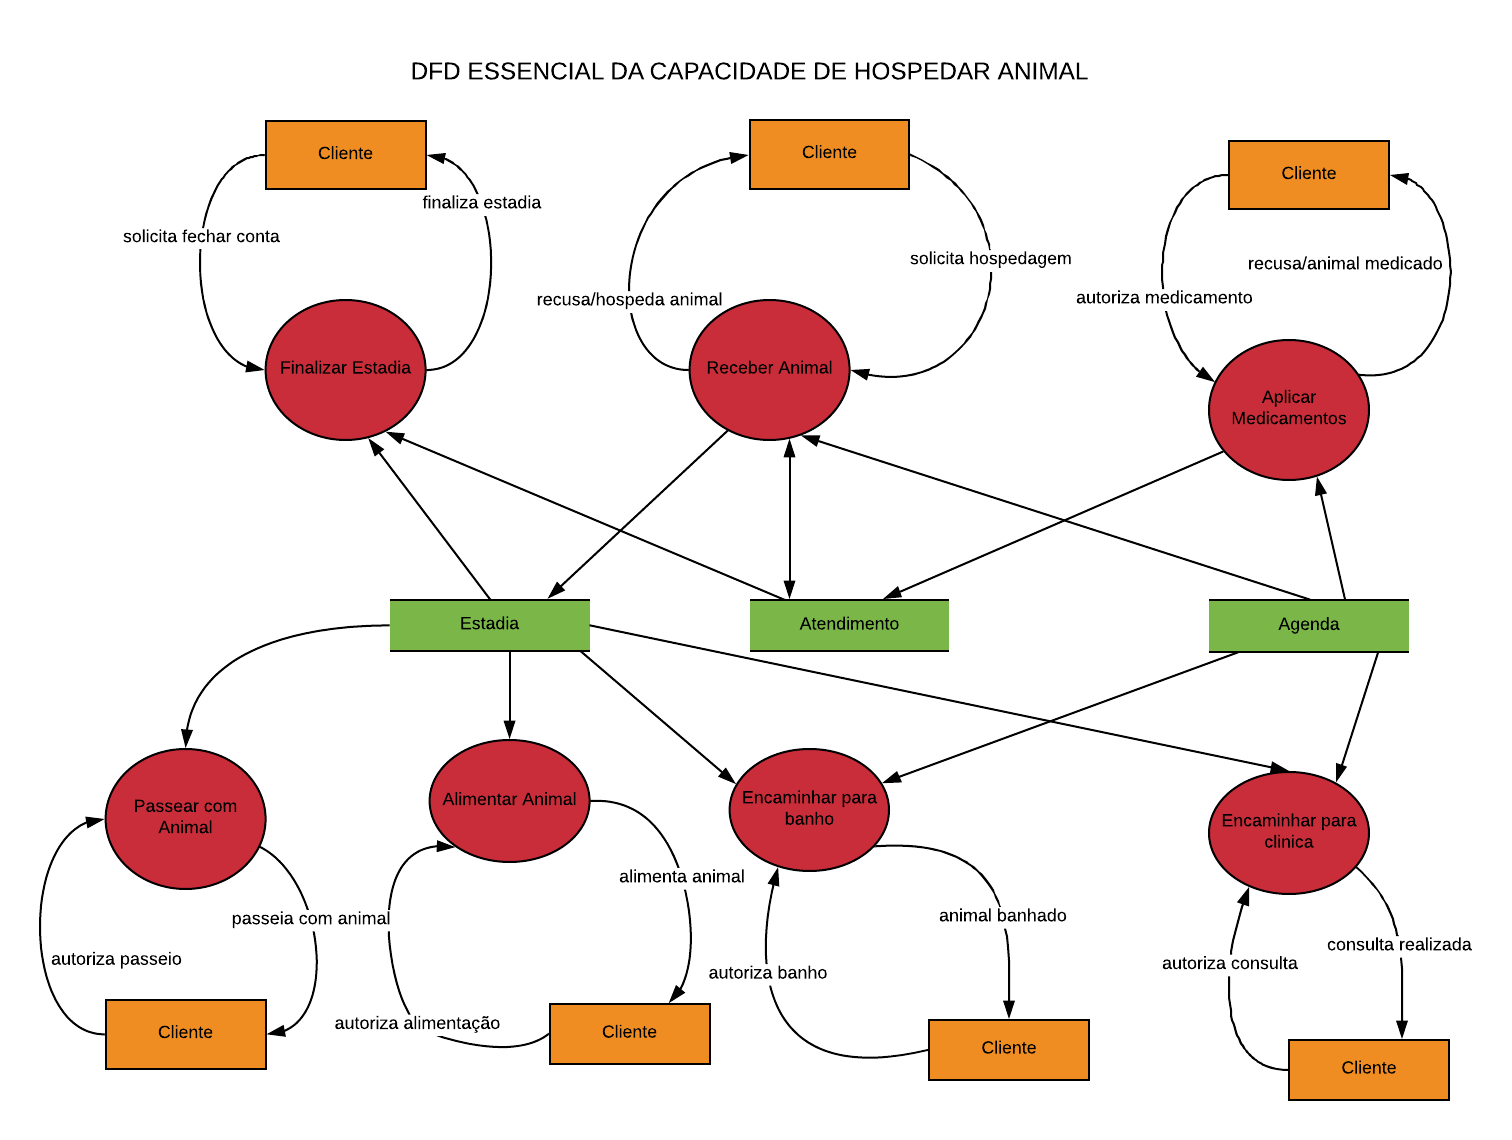 DFD ESSENCIAL DA CAPACIDADE DE HOSPEDAR ANIMAL
Cliente
Cliente
Cliente
finaliza estadia
solicita fechar conta
solicita hospedagem
recusa/animal medicado
recusa/hospeda animal
autoriza medicamento
Finalizar Estadia
Receber Animal
Aplicar
Medicamentos
Estadia
Atendimento
Agenda
Passear com
Animal
Alimentar Animal
Encaminhar para
banho
Encaminhar para
clinica
alimenta animal
passeia com animal
animal banhado
consulta realizada
autoriza passeio
autoriza banho
autoriza consulta
autoriza alimentação
Cliente
Cliente
Cliente
Cliente